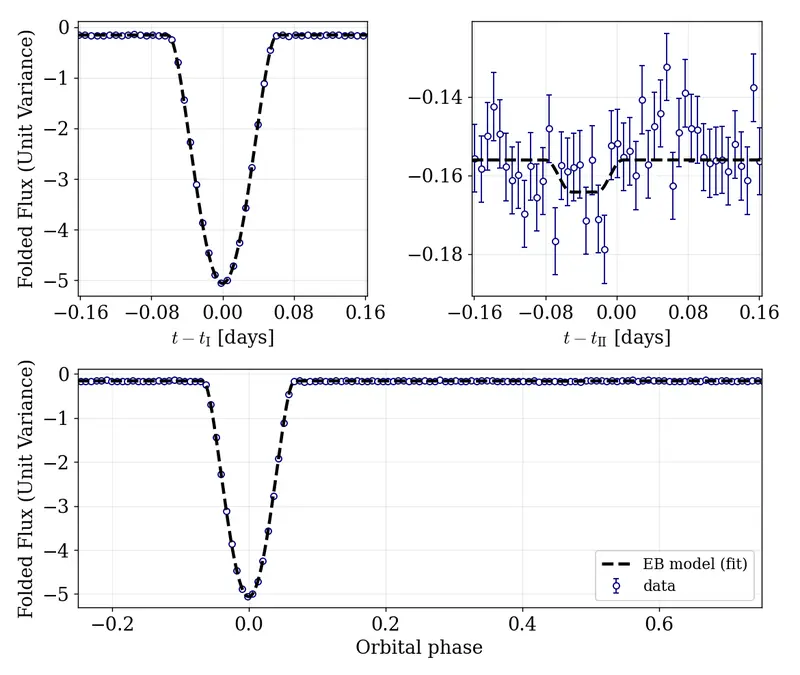 Folded Flux (Unit Variance)
0
−1
−2
−3
−4
−5
−0.16 −0.08 0.00 0.08 0.16
t − t_I [days]
−0.14
−0.16
−0.18
−0.16 −0.08 0.00 0.08 0.16
t − t_II [days]
Folded Flux (Unit Variance)
0
−1
−2
−3
−4
−5
−0.2 0.0 0.2 0.4 0.6
Orbital phase
EB model (fit)
data